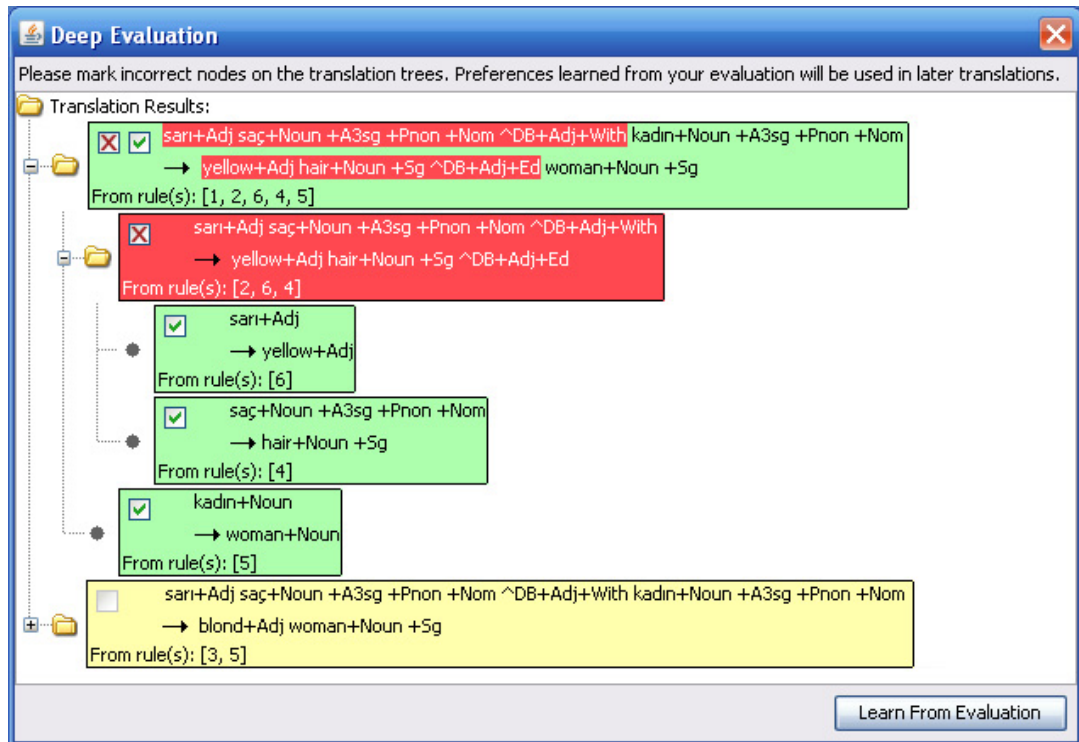 Deep Evaluation
Please mark incorrect nodes on the translation trees. Preferences learned from your evaluation will be used in later translations.
Translation Results:
sarı+Adj saç+Noun +A3sg +Pnon +Nom ^DB+Adj+With kadın+Noun +A3sg +Pnon +Nom
→ yellow+Adj hair+Noun +Sg ^DB+Adj+Ed woman+Noun +Sg
From rule(s): [1, 2, 6, 4, 5]
sarı+Adj saç+Noun +A3sg +Pnon +Nom ^DB+Adj+With
→ yellow+Adj hair+Noun +Sg ^DB+Adj+Ed
From rule(s): [2, 6, 4]
sarı+Adj
→ yellow+Adj
From rule(s): [6]
saç+Noun +A3sg +Pnon +Nom
→ hair+Noun +Sg
From rule(s): [4]
kadın+Noun
→ woman+Noun
From rule(s): [5]
sarı+Adj saç+Noun +A3sg +Pnon +Nom ^DB+Adj+With kadın+Noun +A3sg +Pnon +Nom
→ blond+Adj woman+Noun +Sg
From rule(s): [3, 5]
Learn From Evaluation